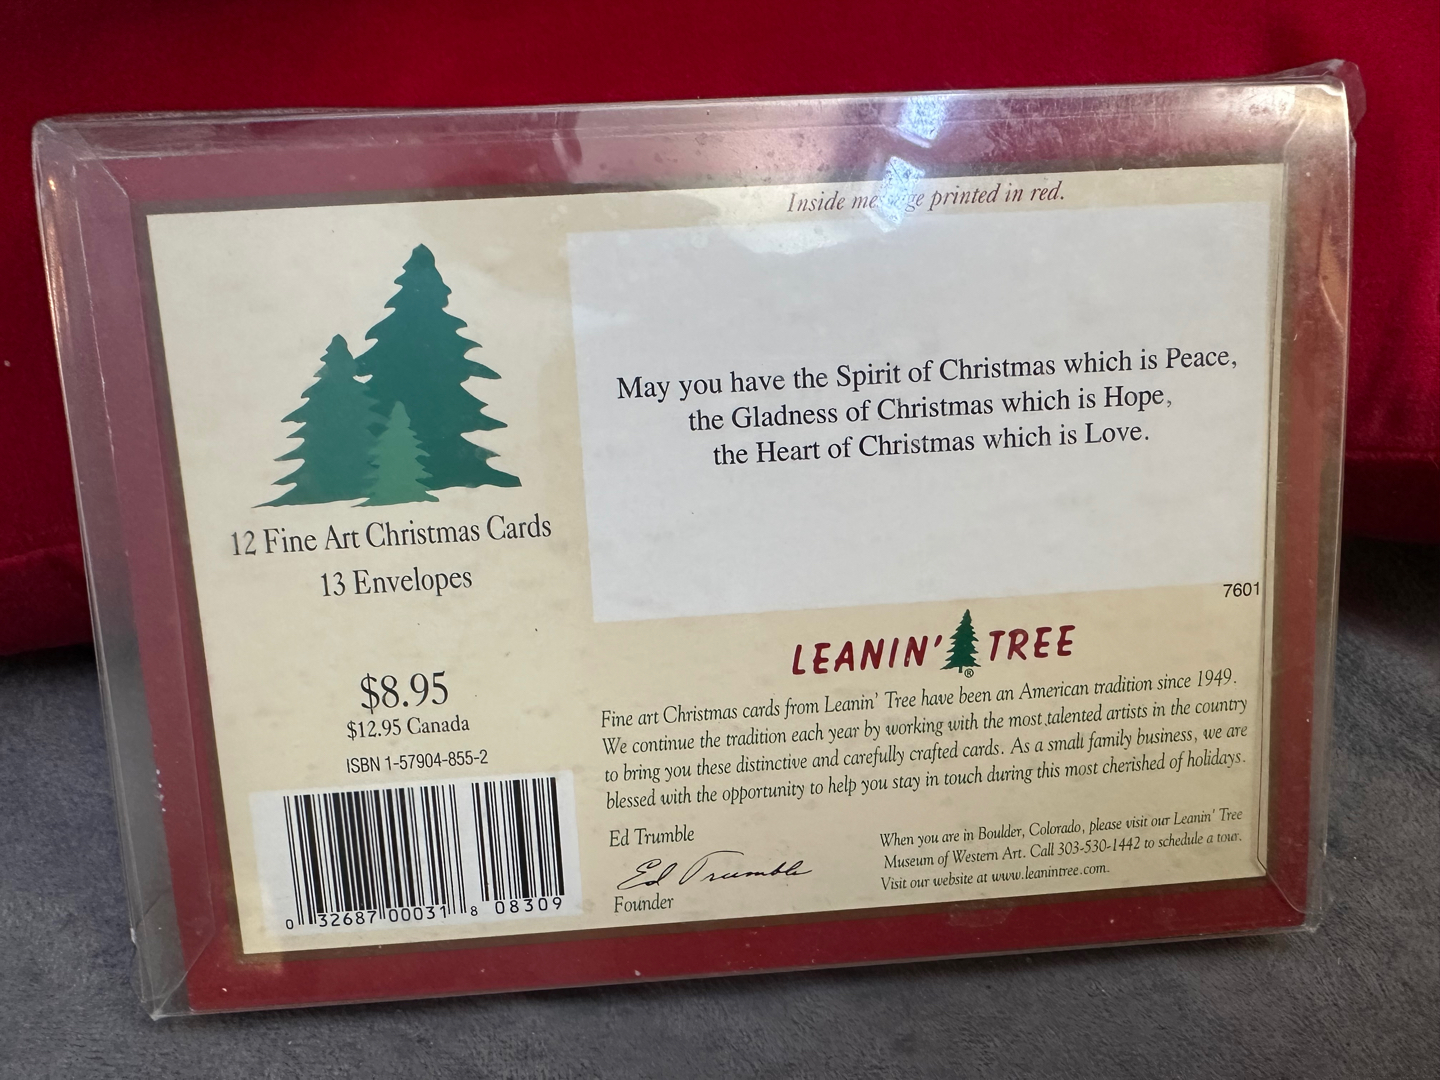 Inside message printed in red.
May you have the Spirit of Christmas which is Peace,
the Gladness of Christmas which is Hope,
the Heart of Christmas which is Love.
7601
12 Fine Art Christmas Cards
13 Envelopes
$8.95
$12.95 Canada
ISBN 1-57904-855-2
0 32687 00031 8 08309
LEANIN' TREE
®
Fine art Christmas cards from Leanin' Tree have been an American tradition since 1949.
We continue the tradition each year by working with the most talented artists in the country
to bring you these distinctive and carefully crafted cards. As a small family business, we are
blessed with the opportunity to help you stay in touch during this most cherished of holidays.
Ed Trumble
Ed Trumble
Founder
When you are in Boulder, Colorado, please visit our Leanin' Tree
Museum of Western Art. Call 303-530-1442 to schedule a tour.
Visit our website at www.leanintree.com.